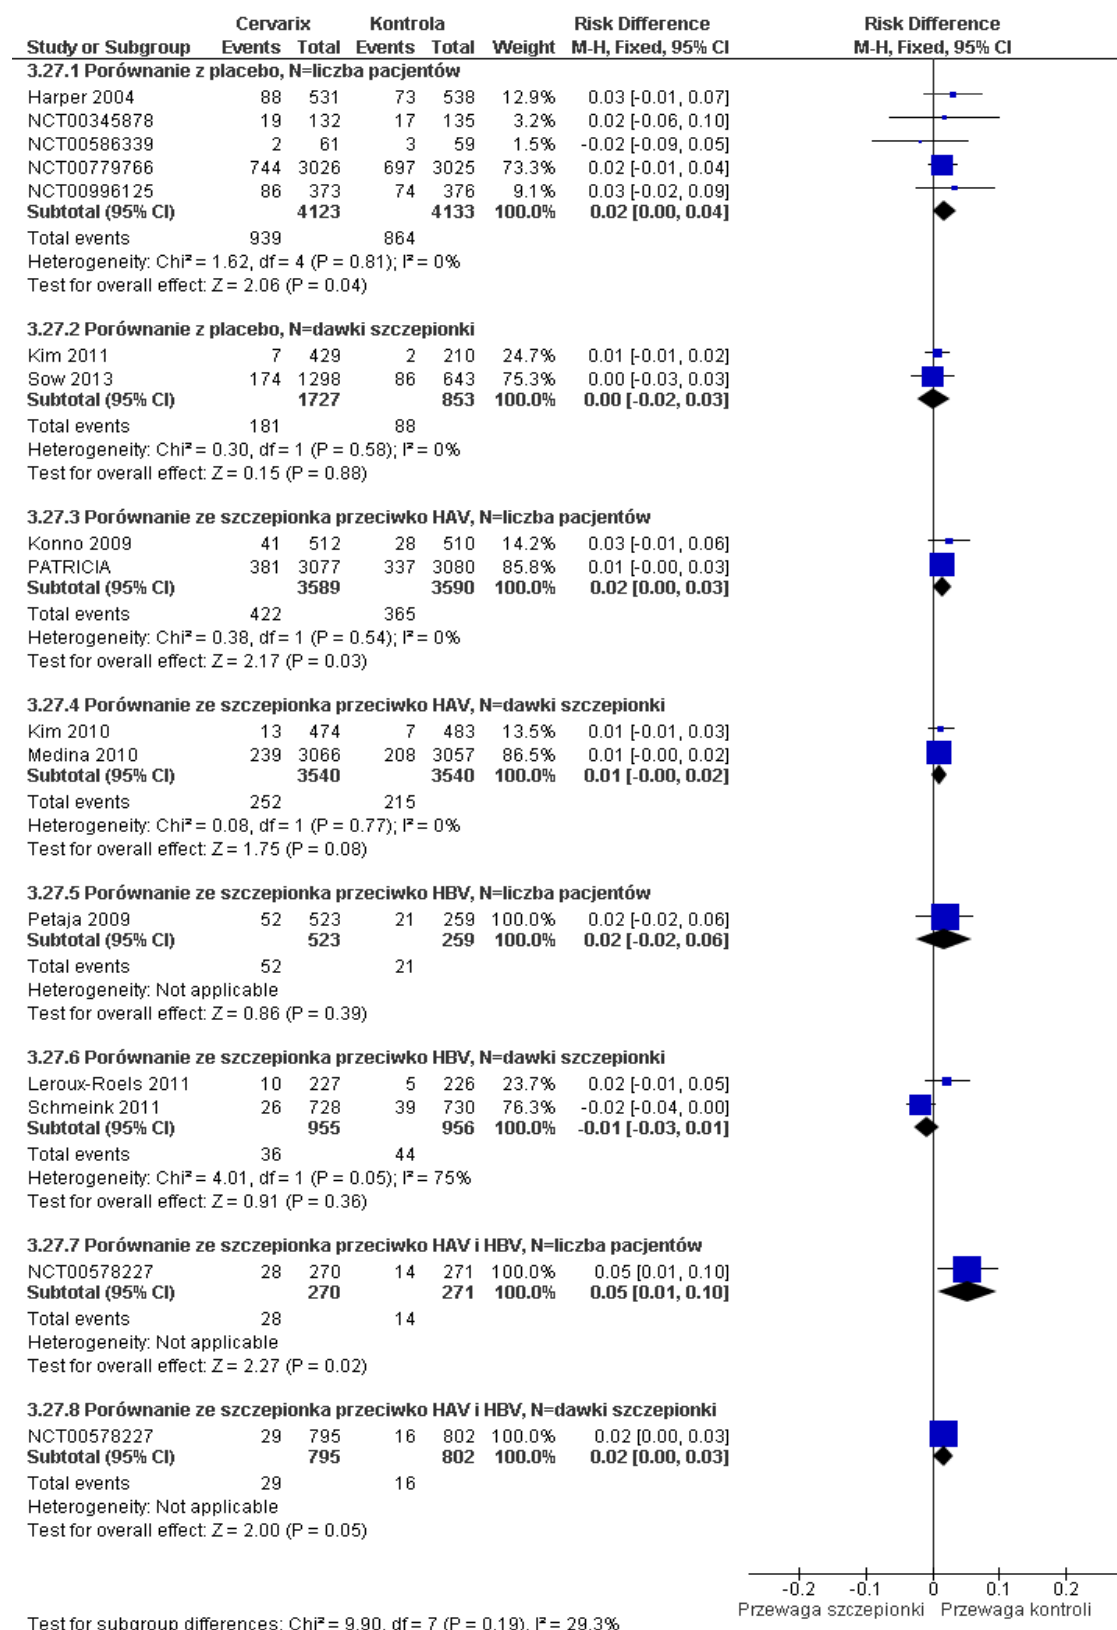 Cervarix Kontrola Risk Difference Risk Difference
Study or Subgroup Events Total Events Total Weight M-H, Fixed, 95% CI M-H, Fixed, 95% CI
3.27.1 Porównanie z placebo, N=liczba pacjentów
Harper 2004 88 531 73 538 12.9% 0.03 [-0.01, 0.07]
NCT00345878 19 132 17 135 3.2% 0.02 [-0.06, 0.10]
NCT00586339 2 61 3 59 1.5% -0.02 [-0.09, 0.05]
NCT00779766 744 3026 697 3025 73.3% 0.02 [-0.01, 0.04]
NCT00996125 86 373 74 376 9.1% 0.03 [-0.02, 0.09]
Subtotal (95% CI) 4123 4133 100.0% 0.02 [0.00, 0.04]
Total events 939 864
Heterogeneity: Chi² = 1.62, df = 4 (P = 0.81); I² = 0%
Test for overall effect: Z = 2.06 (P = 0.04)
3.27.2 Porównanie z placebo, N=dawki szczepionki
Kim 2011 7 429 2 210 24.7% 0.01 [-0.01, 0.02]
Sow 2013 174 1298 86 643 75.3% 0.00 [-0.03, 0.03]
Subtotal (95% CI) 1727 853 100.0% 0.00 [-0.02, 0.03]
Total events 181 88
Heterogeneity: Chi² = 0.30, df = 1 (P = 0.58); I² = 0%
Test for overall effect: Z = 0.15 (P = 0.88)
3.27.3 Porównanie ze szczepionka przeciwko HAV, N=liczba pacjentów
Konno 2009 41 512 28 510 14.2% 0.03 [-0.01, 0.06]
PATRICIA 381 3077 337 3080 85.8% 0.01 [-0.00, 0.03]
Subtotal (95% CI) 3589 3590 100.0% 0.02 [0.00, 0.03]
Total events 422 365
Heterogeneity: Chi² = 0.38, df = 1 (P = 0.54); I² = 0%
Test for overall effect: Z = 2.17 (P = 0.03)
3.27.4 Porównanie ze szczepionka przeciwko HAV, N=dawki szczepionki
Kim 2010 13 474 7 483 13.5% 0.01 [-0.01, 0.03]
Medina 2010 239 3066 208 3057 86.5% 0.01 [-0.00, 0.02]
Subtotal (95% CI) 3540 3540 100.0% 0.01 [-0.00, 0.02]
Total events 252 215
Heterogeneity: Chi² = 0.08, df = 1 (P = 0.77); I² = 0%
Test for overall effect: Z = 1.75 (P = 0.08)
3.27.5 Porównanie ze szczepionka przeciwko HBV, N=liczba pacjentów
Petaja 2009 52 523 21 259 100.0% 0.02 [-0.02, 0.06]
Subtotal (95% CI) 523 259 100.0% 0.02 [-0.02, 0.06]
Total events 52 21
Heterogeneity: Not applicable
Test for overall effect: Z = 0.86 (P = 0.39)
3.27.6 Porównanie ze szczepionka przeciwko HBV, N=dawki szczepionki
Leroux-Roels 2011 10 227 5 226 23.7% 0.02 [-0.01, 0.05]
Schmeink 2011 26 728 39 730 76.3% -0.02 [-0.04, 0.00]
Subtotal (95% CI) 955 956 100.0% -0.01 [-0.03, 0.01]
Total events 36 44
Heterogeneity: Chi² = 4.01, df = 1 (P = 0.05); I² = 75%
Test for overall effect: Z = 0.91 (P = 0.36)
3.27.7 Porównanie ze szczepionka przeciwko HAV i HBV, N=liczba pacjentów
NCT00578227 28 270 14 271 100.0% 0.05 [0.01, 0.10]
Subtotal (95% CI) 270 271 100.0% 0.05 [0.01, 0.10]
Total events 28 14
Heterogeneity: Not applicable
Test for overall effect: Z = 2.27 (P = 0.02)
3.27.8 Porównanie ze szczepionka przeciwko HAV i HBV, N=dawki szczepionki
NCT00578227 29 795 16 802 100.0% 0.02 [0.00, 0.03]
Subtotal (95% CI) 795 802 100.0% 0.02 [0.00, 0.03]
Total events 29 16
Heterogeneity: Not applicable
Test for overall effect: Z = 2.00 (P = 0.05)
-0.2 -0.1 0 0.1 0.2
Przewaga szczepionki Przewaga kontroli
Test for subgroup differences: Chi² = 9.90, df = 7 (P = 0.19), I² = 29.3%